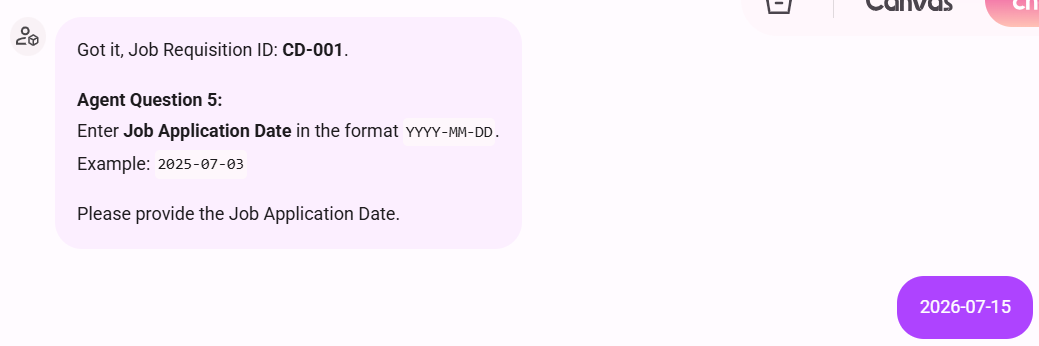 Canvas
Got it, Job Requisition ID: CD-001.
Agent Question 5:
Enter Job Application Date in the format YYYY-MM-DD.
Example: 2025-07-03
Please provide the Job Application Date.
2026-07-15